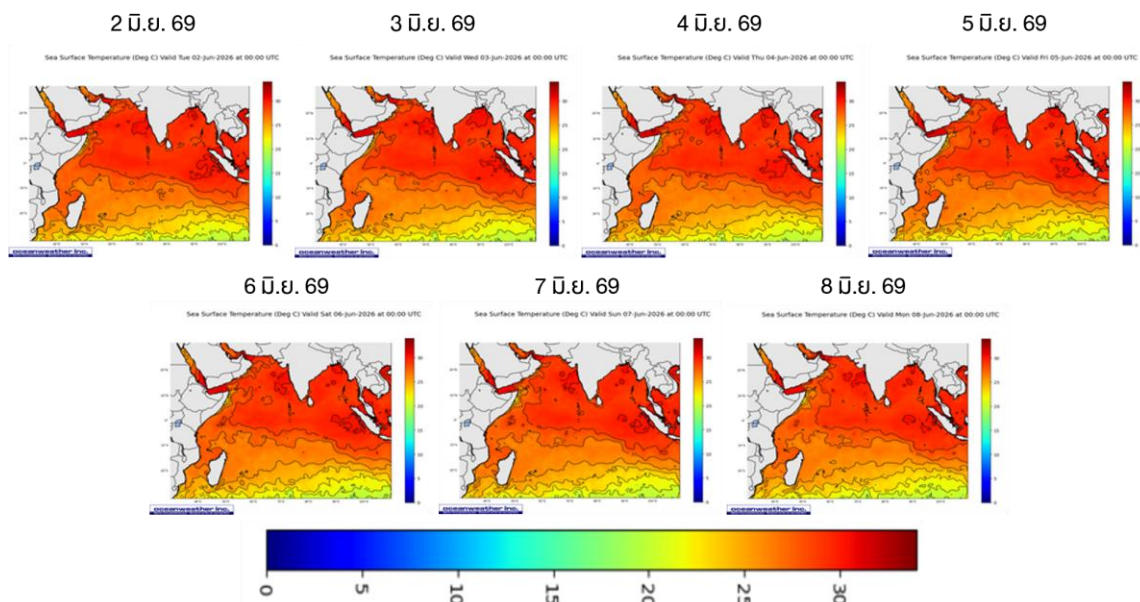 2 มิ.ย. 69
3 มิ.ย. 69
4 มิ.ย. 69
5 มิ.ย. 69
Sea Surface Temperature (Deg C) Valid Tue 02-Jun-2026 at 00:00 UTC
Sea Surface Temperature (Deg C) Valid Wed 03-Jun-2026 at 00:00 UTC
Sea Surface Temperature (Deg C) Valid Thu 04-Jun-2026 at 00:00 UTC
Sea Surface Temperature (Deg C) Valid Fri 05-Jun-2026 at 00:00 UTC
oceanweather inc.
oceanweather inc.
oceanweather inc.
oceanweather inc.
6 มิ.ย. 69
7 มิ.ย. 69
8 มิ.ย. 69
Sea Surface Temperature (Deg C) Valid Sat 06-Jun-2026 at 00:00 UTC
Sea Surface Temperature (Deg C) Valid Sun 07-Jun-2026 at 00:00 UTC
Sea Surface Temperature (Deg C) Valid Mon 08-Jun-2026 at 00:00 UTC
oceanweather inc.
oceanweather inc.
oceanweather inc.
0 5 10 15 20 25 30